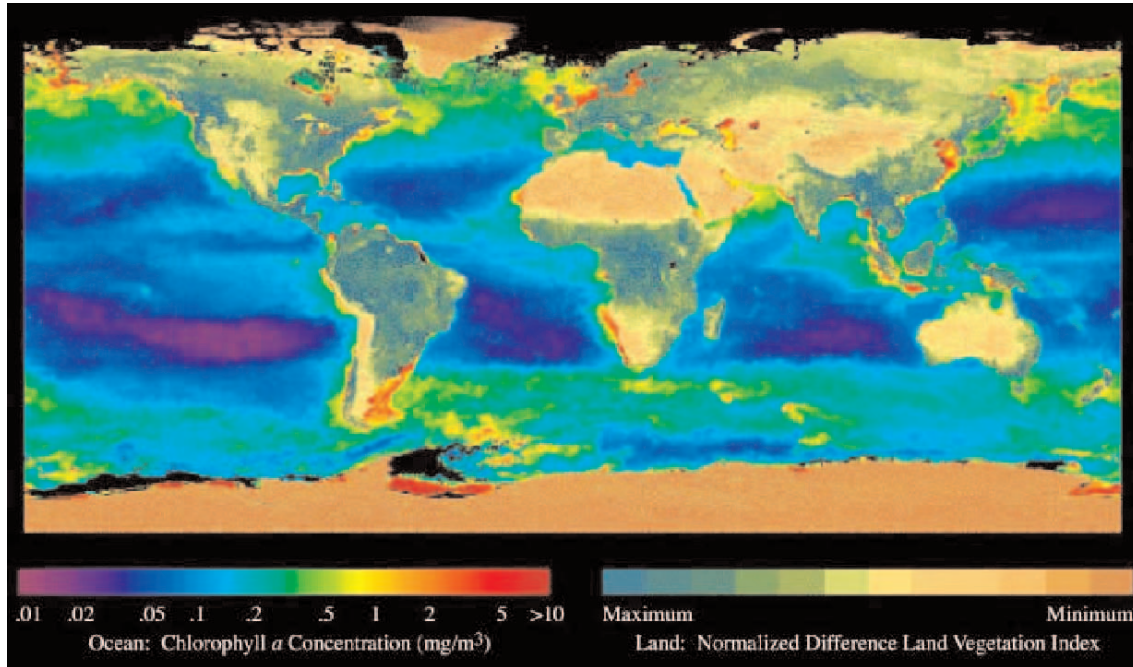 .01 .02 .05 .1 .2 .5 1 2 5 >10
Ocean: Chlorophyll a Concentration (mg/m³)
Maximum Minimum
Land: Normalized Difference Land Vegetation Index